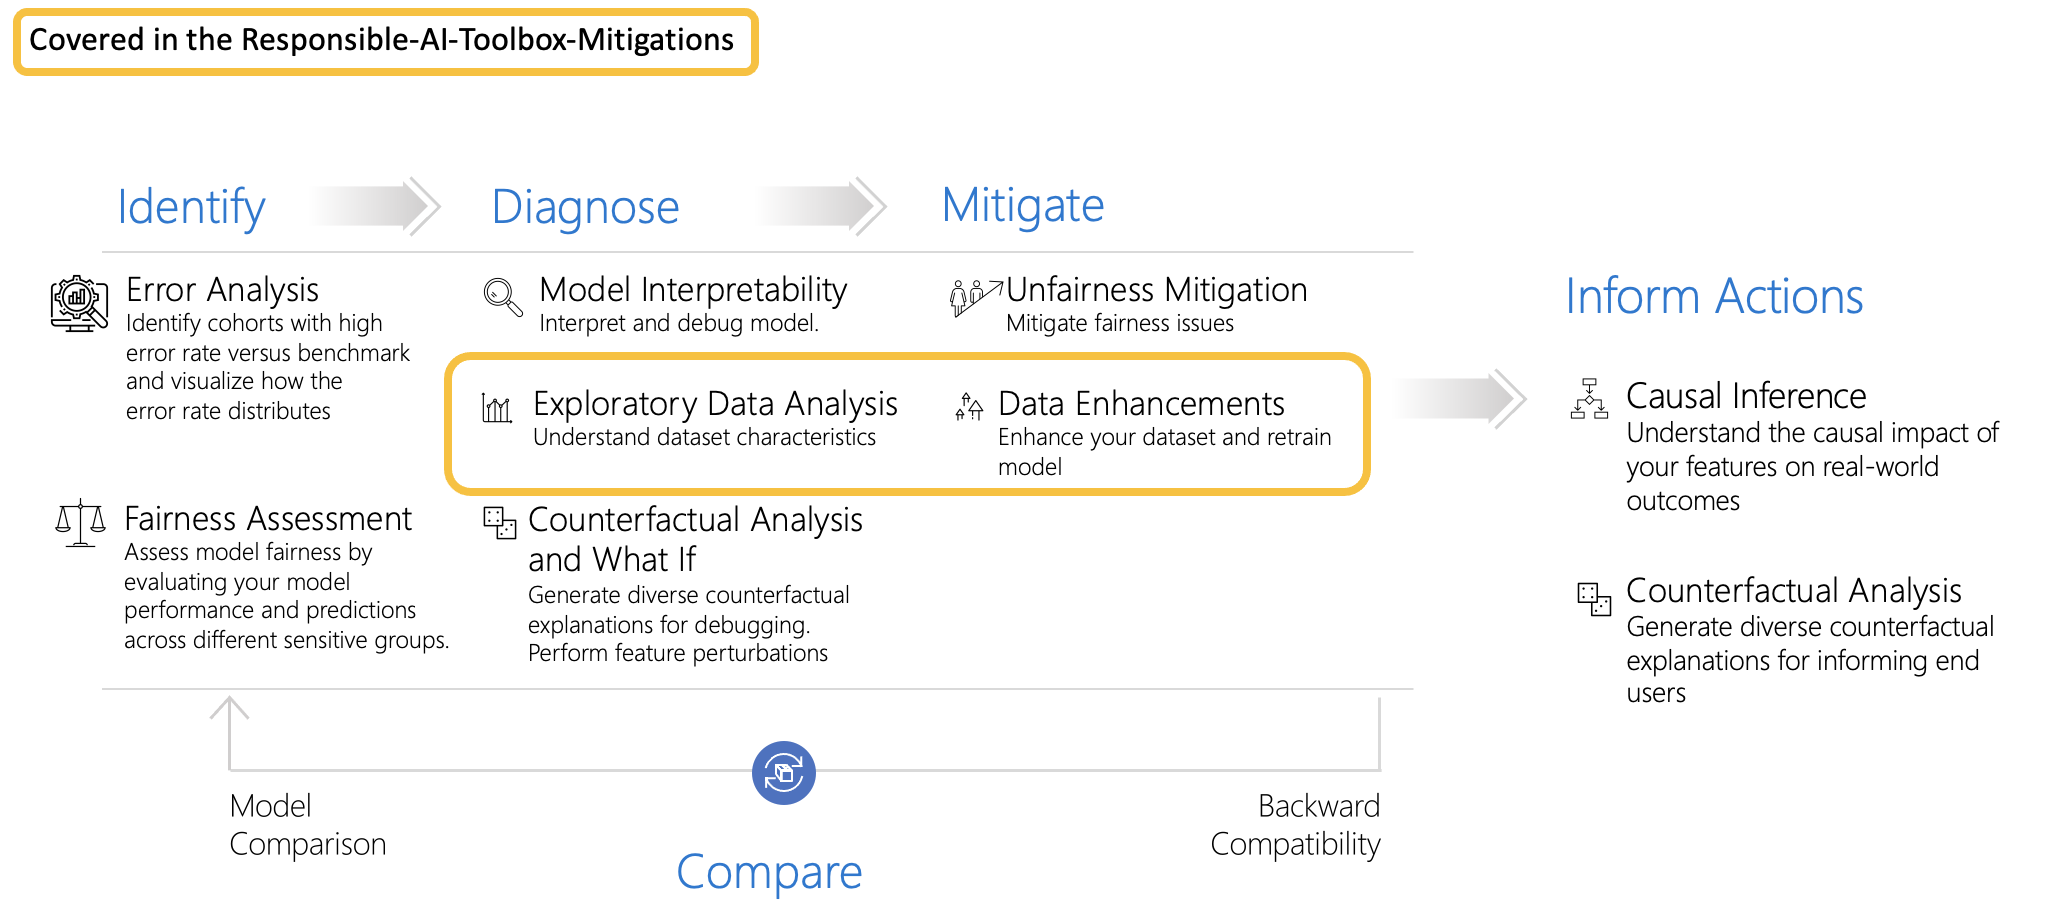 Covered in the Responsible-AI-Toolbox-Mitigations
Identify
Diagnose
Mitigate
Error Analysis
Identify cohorts with high
error rate versus benchmark
and visualize how the
error rate distributes
Fairness Assessment
Assess model fairness by
evaluating your model
performance and predictions
across different sensitive groups.
Model Interpretability
Interpret and debug model.
Exploratory Data Analysis
Understand dataset characteristics
Counterfactual Analysis
and What If
Generate diverse counterfactual
explanations for debugging.
Perform feature perturbations
Unfairness Mitigation
Mitigate fairness issues
Data Enhancements
Enhance your dataset and retrain
model
Inform Actions
Causal Inference
Understand the causal impact of
your features on real-world
outcomes
Counterfactual Analysis
Generate diverse counterfactual
explanations for informing end
users
Model
Comparison
Compare
Backward
Compatibility